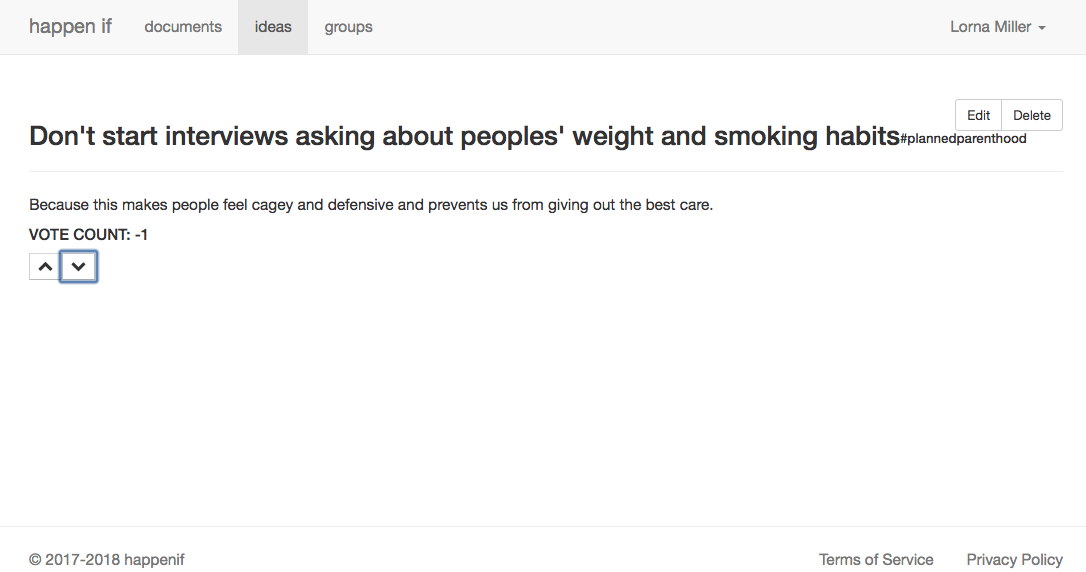 happen if documents ideas groups Lorna Miller
Edit Delete
Don't start interviews asking about peoples' weight and smoking habits#plannedparenthood
Because this makes people feel cagey and defensive and prevents us from giving out the best care.
VOTE COUNT: -1
© 2017-2018 happenif Terms of Service Privacy Policy